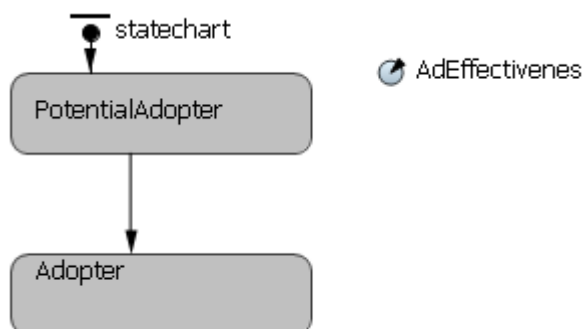 statechart
AdEffectivenes
PotentialAdopter
Adopter